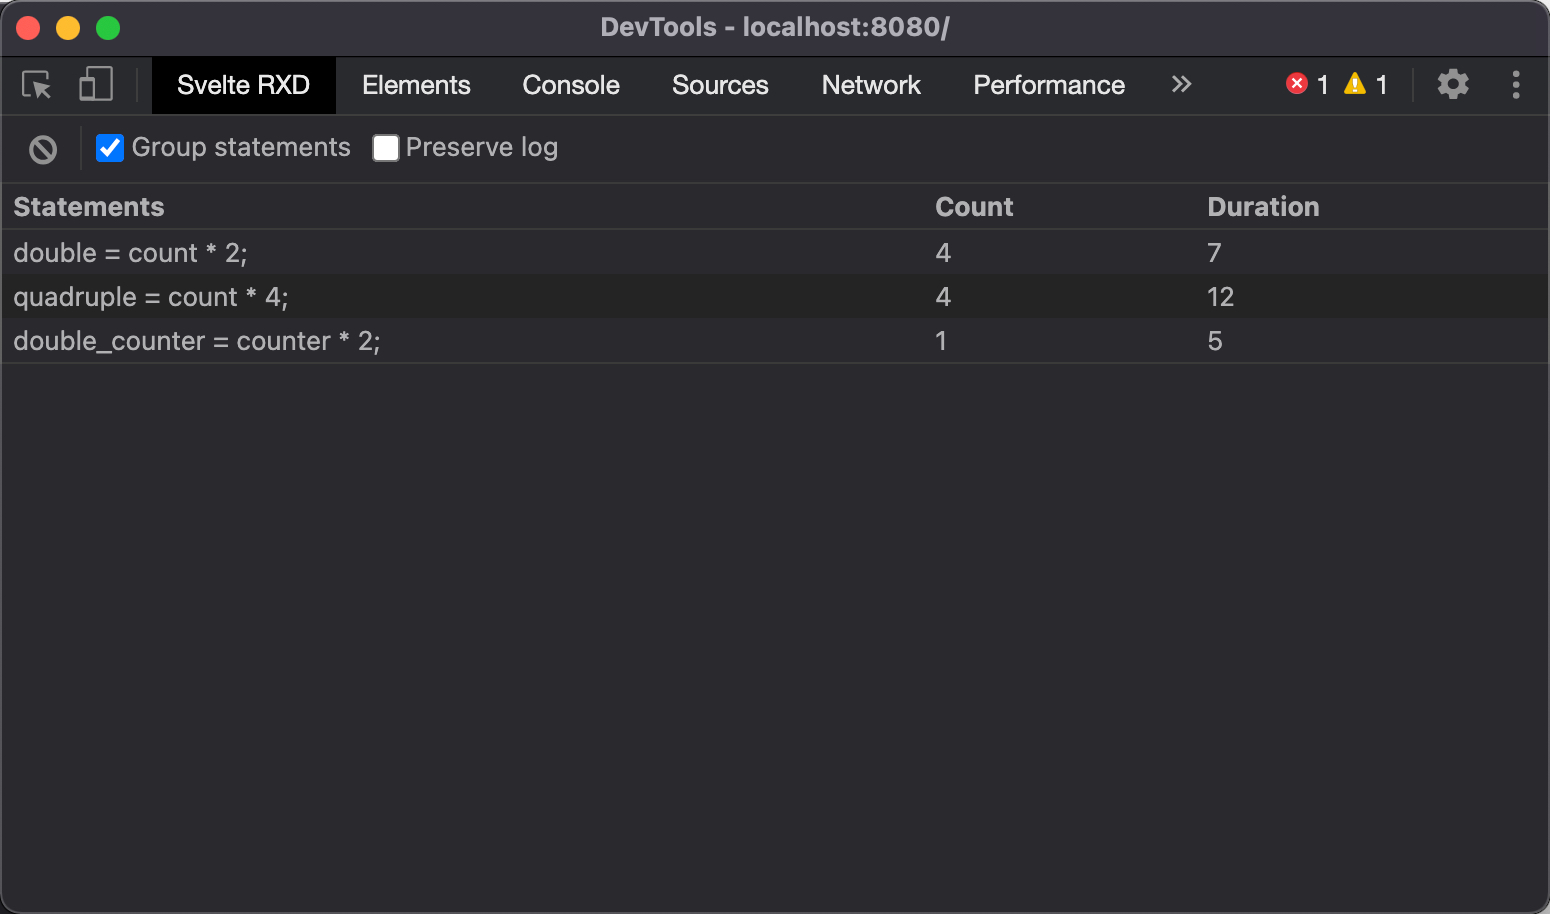 DevTools - localhost:8080/
Svelte RXD Elements Console Sources Network Performance 1 1
Group statements Preserve log
Statements Count Duration
double = count * 2; 4 7
quadruple = count * 4; 4 12
double_counter = counter * 2; 1 5